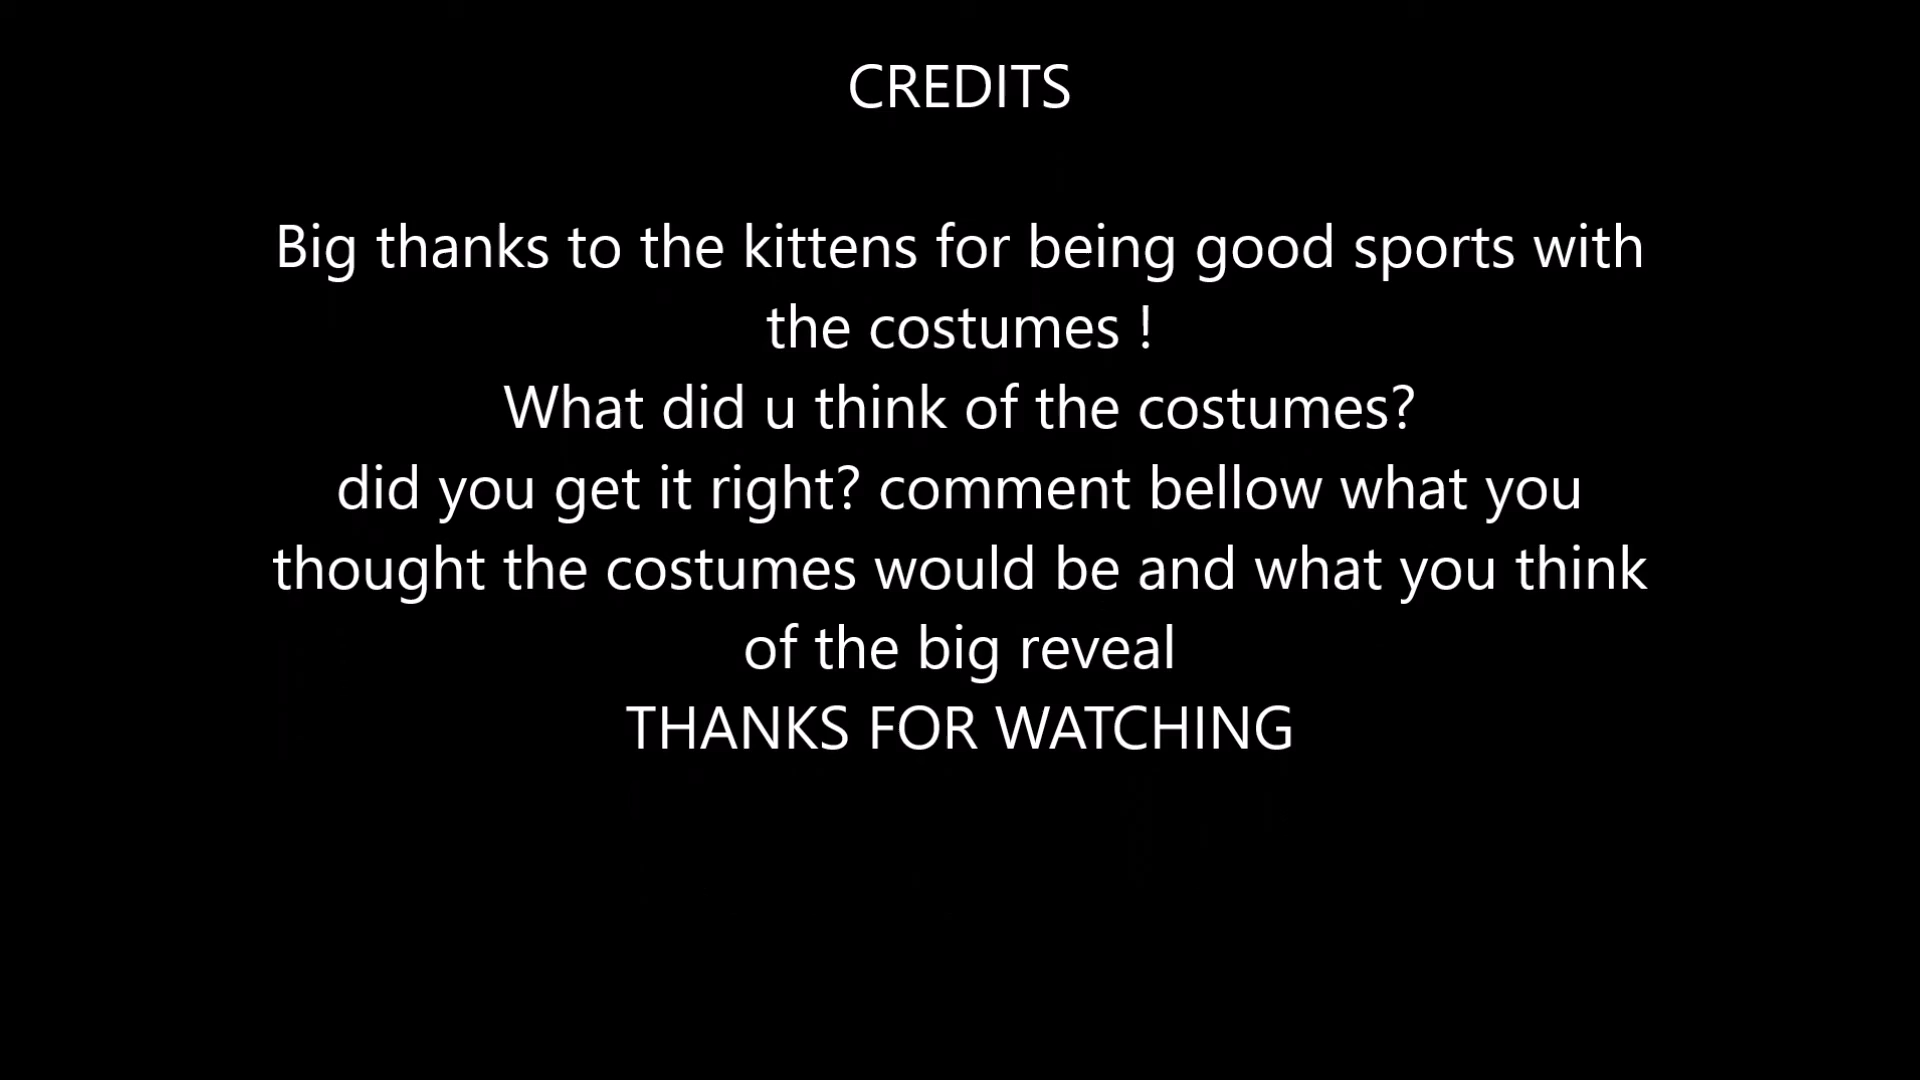 CREDITS
Big thanks to the kittens for being good sports with
the costumes !
What did u think of the costumes?
did you get it right? comment bellow what you
thought the costumes would be and what you think
of the big reveal
THANKS FOR WATCHING